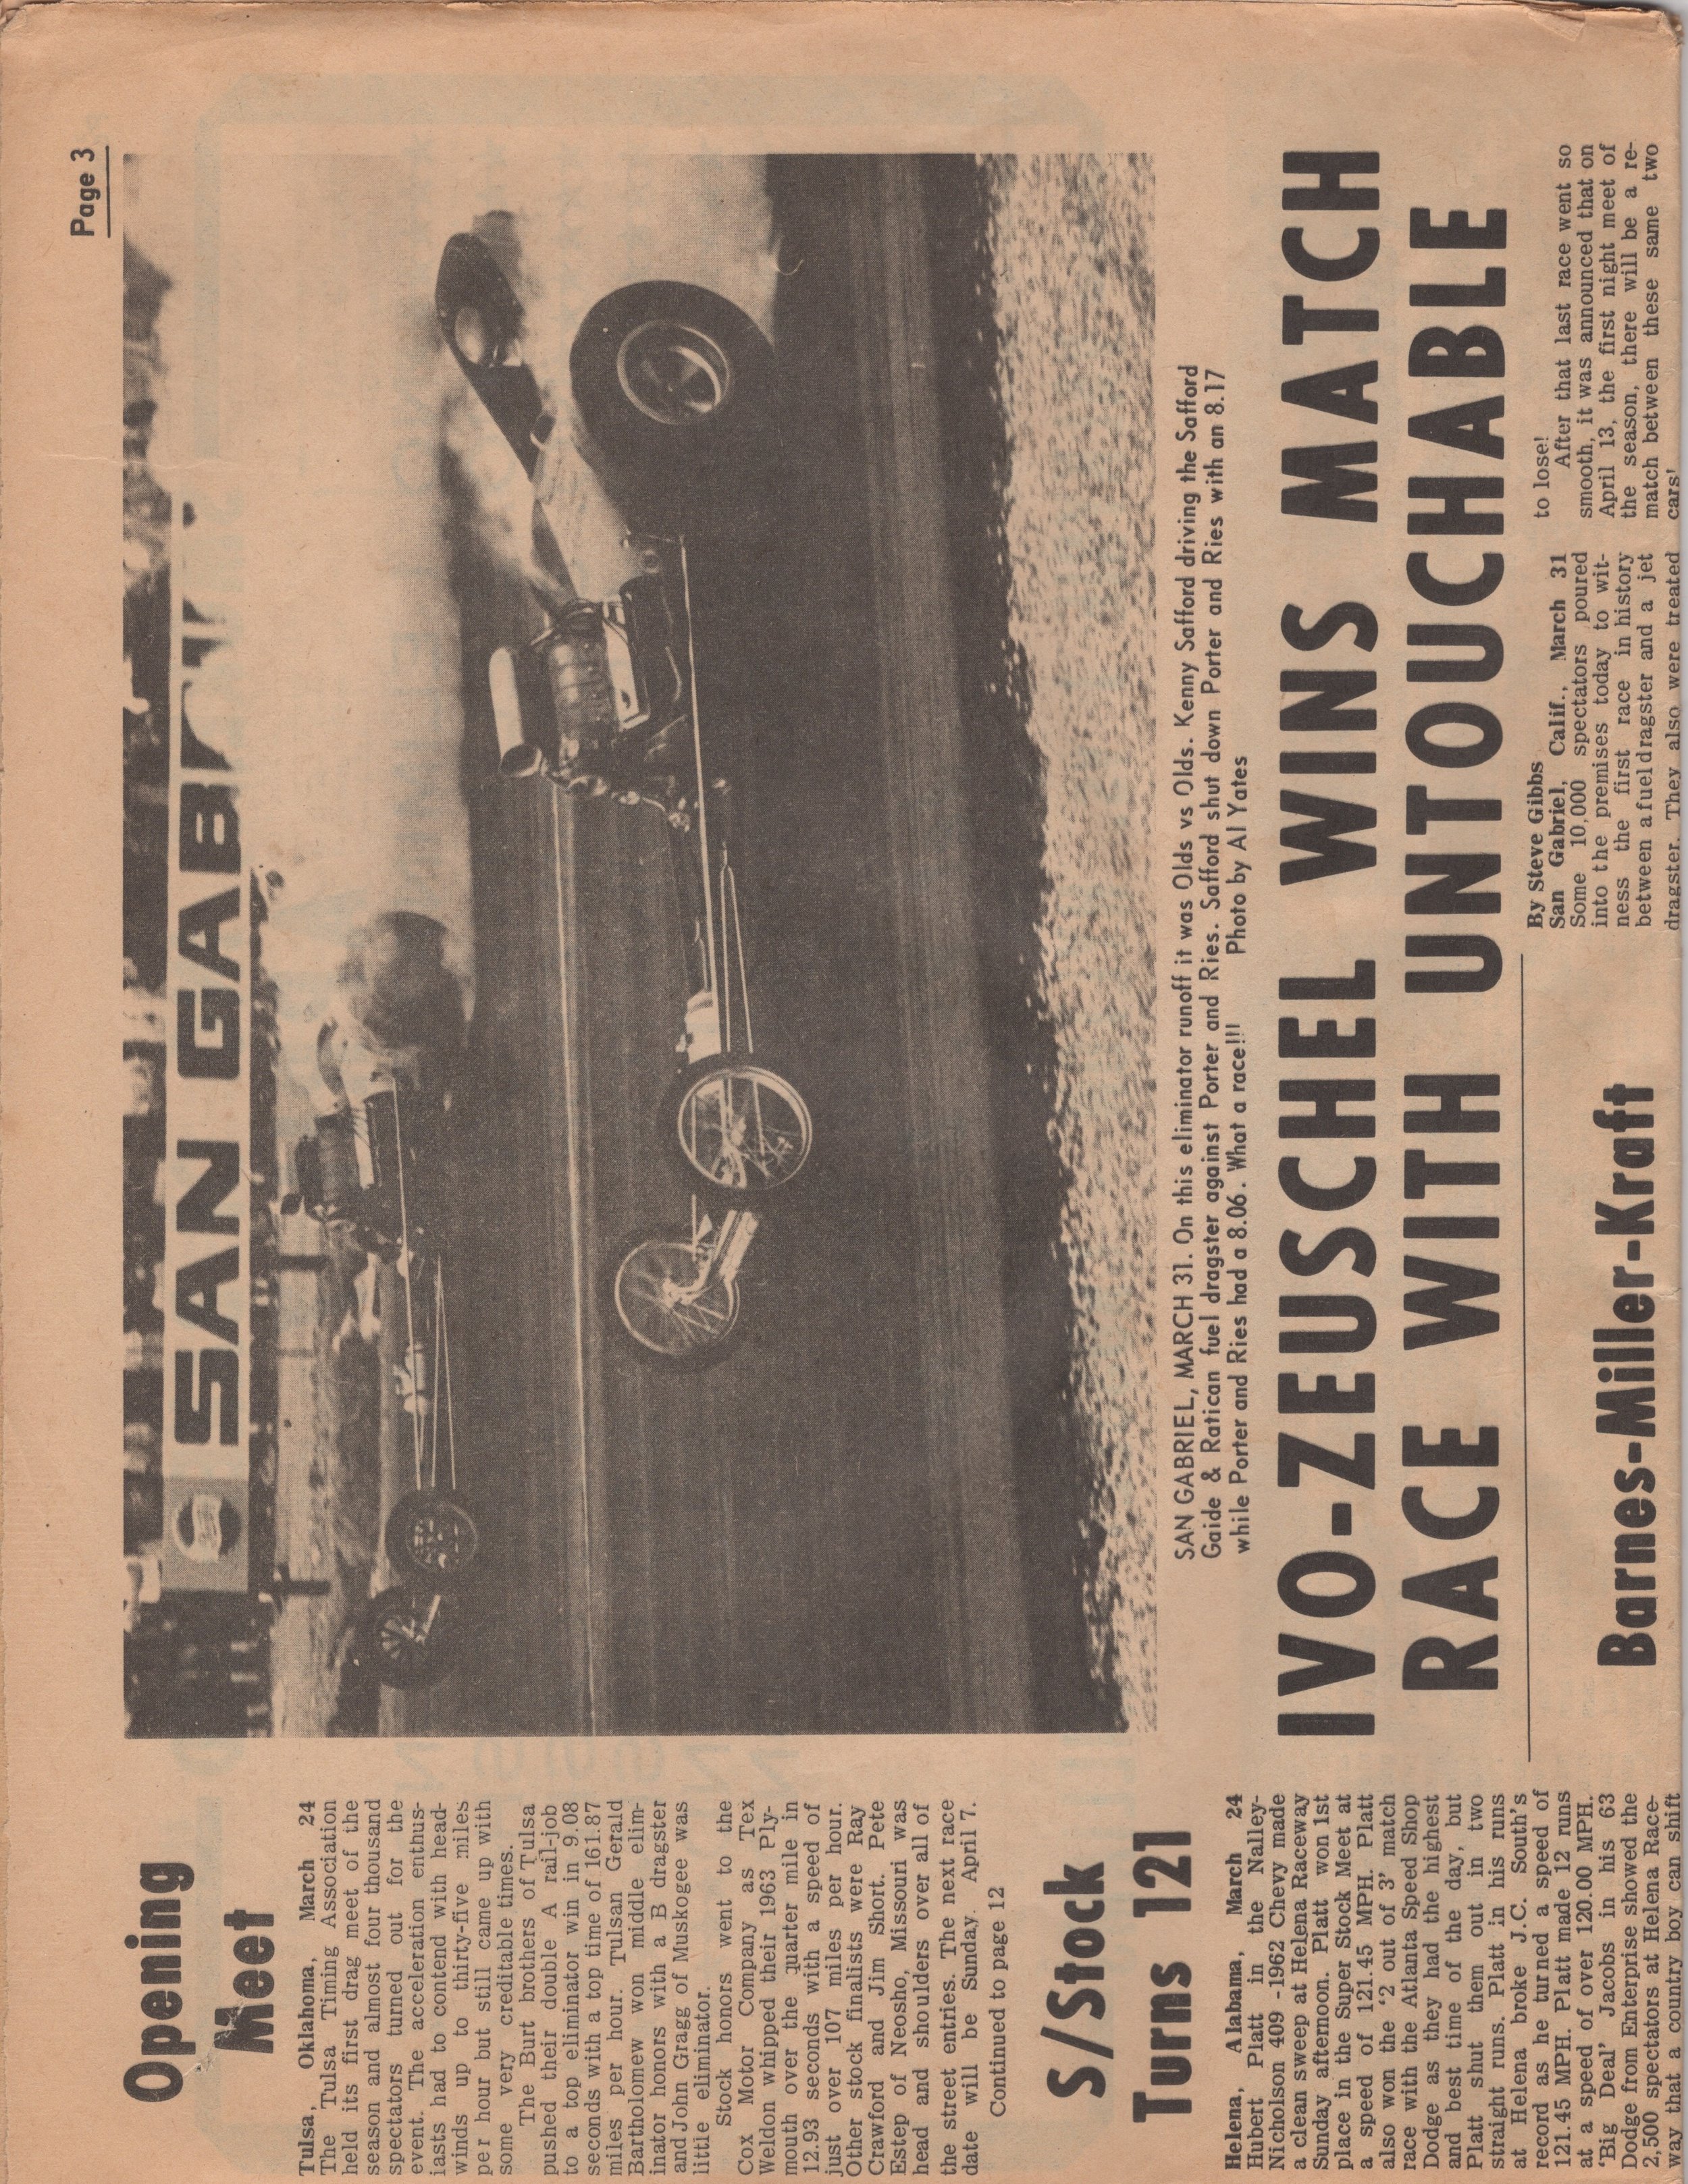 Page 3
Opening
Meet
Tulsa, Oklahoma, March 24
The Tulsa Timing Association
held its first drag meet of the
season and almost four thousand
spectators turned out for the
event. The acceleration enthus-
iasts had to contend with head-
winds up to thirty-five miles
per hour but still came up with
some very creditable times.
The Burt brothers of Tulsa
pushed their double A rail-job
to a top eliminator win in 9.08
seconds with a top time of 161.87
miles per hour. Tulsan Gerald
Bartholomew won middle elim-
inator honors with a B dragster
and John Gragg of Muskogee was
little eliminator.
Stock honors went to the
Cox Motor Company as Tex
Weldon whipped their 1963 Ply-
mouth over the quarter mile in
12.93 seconds with a speed of
just over 107 miles per hour.
Other stock finalists were Ray
Crawford and Jim Short. Pete
Estep of Neosho, Missouri was
head and shoulders over all of
the street entries. The next race
date will be Sunday. April 7.
Continued to page 12
S/Stock
Turns 121
Helena, Alabama, March 24
Hubert Platt in the Nalley-
Nicholson 409 -1962 Chevy made
a clean sweep at Helena Raceway
Sunday afternoon. Platt won 1st
place in the Super Stock Meet at
a speed of 121.45 MPH. Platt
also won the '2 out of 3' match
race with the Atlanta Speed Shop
Dodge as they had the highest
and best time of the day, but
Platt shut them out in two
straight runs. Platt in his runs
at Helena broke J.C. South's
record as he turned a speed of
121.45 MPH. Platt made 12 runs
at a speed of over 120.00 MPH.
'Big Deal' Jacobs in his 63
Dodge from Enterprise showed the
2,500 spectators at Helena Race-
way that a country boy can shift
SAN GAB
SAN GABRIEL, MARCH 31. On this eliminator runoff it was Olds vs Olds. Kenny Safford driving the Safford
Gaide & Ratican fuel dragster against Porter and Ries. Safford shut down Porter and Ries with an 8.17
while Porter and Ries had a 8.06. What a race!!! Photo by Al Yates
IVO-ZEUSCHEL WINS MATCH
RACE WITH UNTOUCHABLE
Barnes-Miller-Kraft
By Steve Gibbs
San Gabriel, Calif., March 31
Some 10,000 spectators poured
into the premises today to wit-
ness the first race in history
between a fuel dragster and a jet
dragster. They also were treated
to lose!
After that last race went so
smooth, it was announced that on
April 13, the first night meet of
the season, there will be a re-
match between these same two
cars'